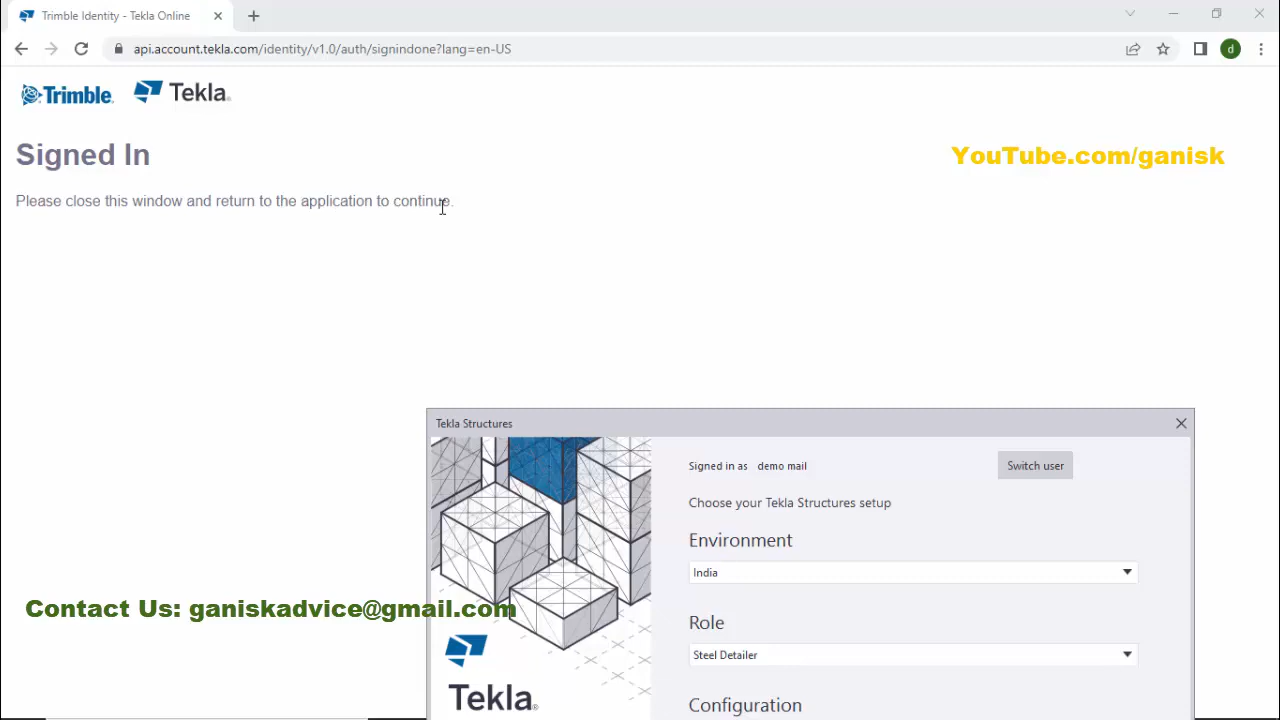 Trimble Identity - Tekla Online
api.account.tekla.com/identity/v1.0/auth/signindone?lang=en-US
d
Trimble. Tekla.
Signed In
YouTube.com/ganisk
Please close this window and return to the application to continue.
Tekla Structures
Signed in as demo mail
Switch user
Choose your Tekla Structures setup
Environment
India
Contact Us: ganiskadvice@gmail.com
Role
Steel Detailer
Tekla®
Configuration